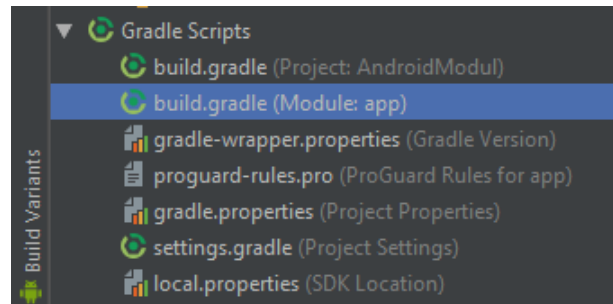 Gradle Scripts
build.gradle (Project: AndroidModul)
build.gradle (Module: app)
gradle-wrapper.properties (Gradle Version)
proguard-rules.pro (ProGuard Rules for app)
gradle.properties (Project Properties)
settings.gradle (Project Settings)
local.properties (SDK Location)
Build Variants